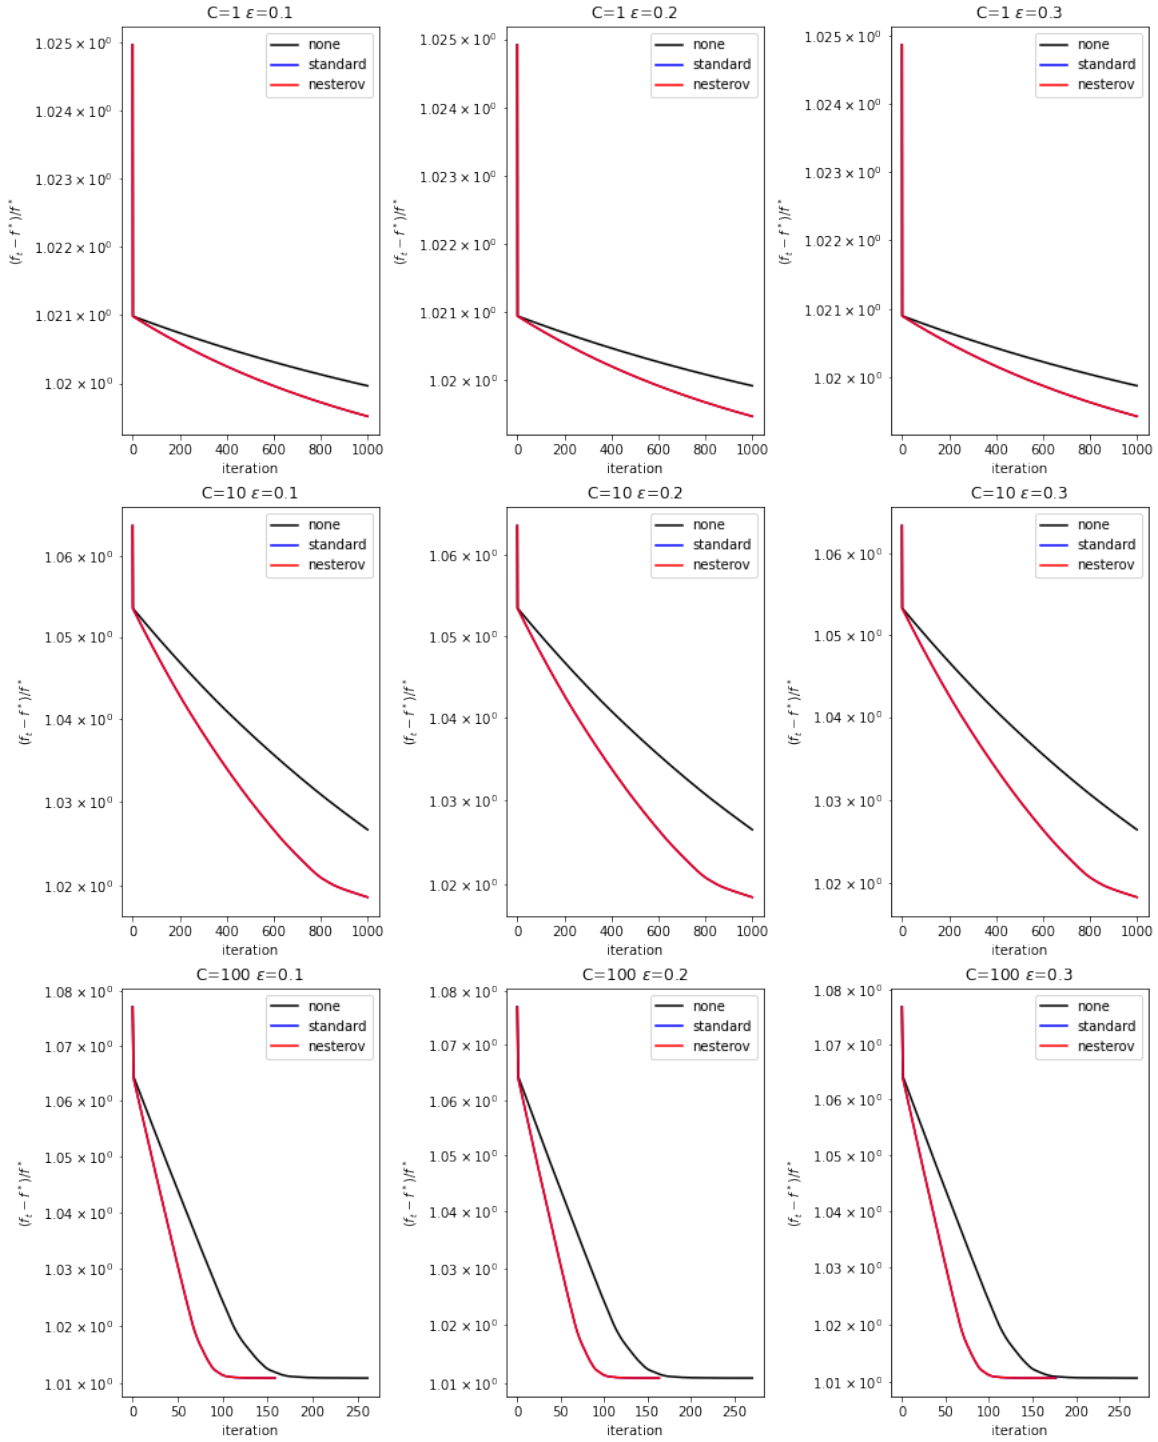 C=1 ε=0.1
1.025 × 10⁰
1.024 × 10⁰
1.023 × 10⁰
1.022 × 10⁰
1.021 × 10⁰
1.02 × 10⁰
(fₜ − f*)/f*
none
standard
nesterov
0 200 400 600 800 1000
iteration
C=1 ε=0.2
1.025 × 10⁰
1.024 × 10⁰
1.023 × 10⁰
1.022 × 10⁰
1.021 × 10⁰
1.02 × 10⁰
(fₜ − f*)/f*
none
standard
nesterov
0 200 400 600 800 1000
iteration
C=1 ε=0.3
1.025 × 10⁰
1.024 × 10⁰
1.023 × 10⁰
1.022 × 10⁰
1.021 × 10⁰
1.02 × 10⁰
(fₜ − f*)/f*
none
standard
nesterov
0 200 400 600 800 1000
iteration
C=10 ε=0.1
1.06 × 10⁰
1.05 × 10⁰
1.04 × 10⁰
1.03 × 10⁰
1.02 × 10⁰
(fₜ − f*)/f*
none
standard
nesterov
0 200 400 600 800 1000
iteration
C=10 ε=0.2
1.06 × 10⁰
1.05 × 10⁰
1.04 × 10⁰
1.03 × 10⁰
1.02 × 10⁰
(fₜ − f*)/f*
none
standard
nesterov
0 200 400 600 800 1000
iteration
C=10 ε=0.3
1.06 × 10⁰
1.05 × 10⁰
1.04 × 10⁰
1.03 × 10⁰
1.02 × 10⁰
(fₜ − f*)/f*
none
standard
nesterov
0 200 400 600 800 1000
iteration
C=100 ε=0.1
1.08 × 10⁰
1.07 × 10⁰
1.06 × 10⁰
1.05 × 10⁰
1.04 × 10⁰
1.03 × 10⁰
1.02 × 10⁰
1.01 × 10⁰
(fₜ − f*)/f*
none
standard
nesterov
0 50 100 150 200 250
iteration
C=100 ε=0.2
1.08 × 10⁰
1.07 × 10⁰
1.06 × 10⁰
1.05 × 10⁰
1.04 × 10⁰
1.03 × 10⁰
1.02 × 10⁰
1.01 × 10⁰
(fₜ − f*)/f*
none
standard
nesterov
0 50 100 150 200 250
iteration
C=100 ε=0.3
1.08 × 10⁰
1.07 × 10⁰
1.06 × 10⁰
1.05 × 10⁰
1.04 × 10⁰
1.03 × 10⁰
1.02 × 10⁰
1.01 × 10⁰
(fₜ − f*)/f*
none
standard
nesterov
0 50 100 150 200 250
iteration